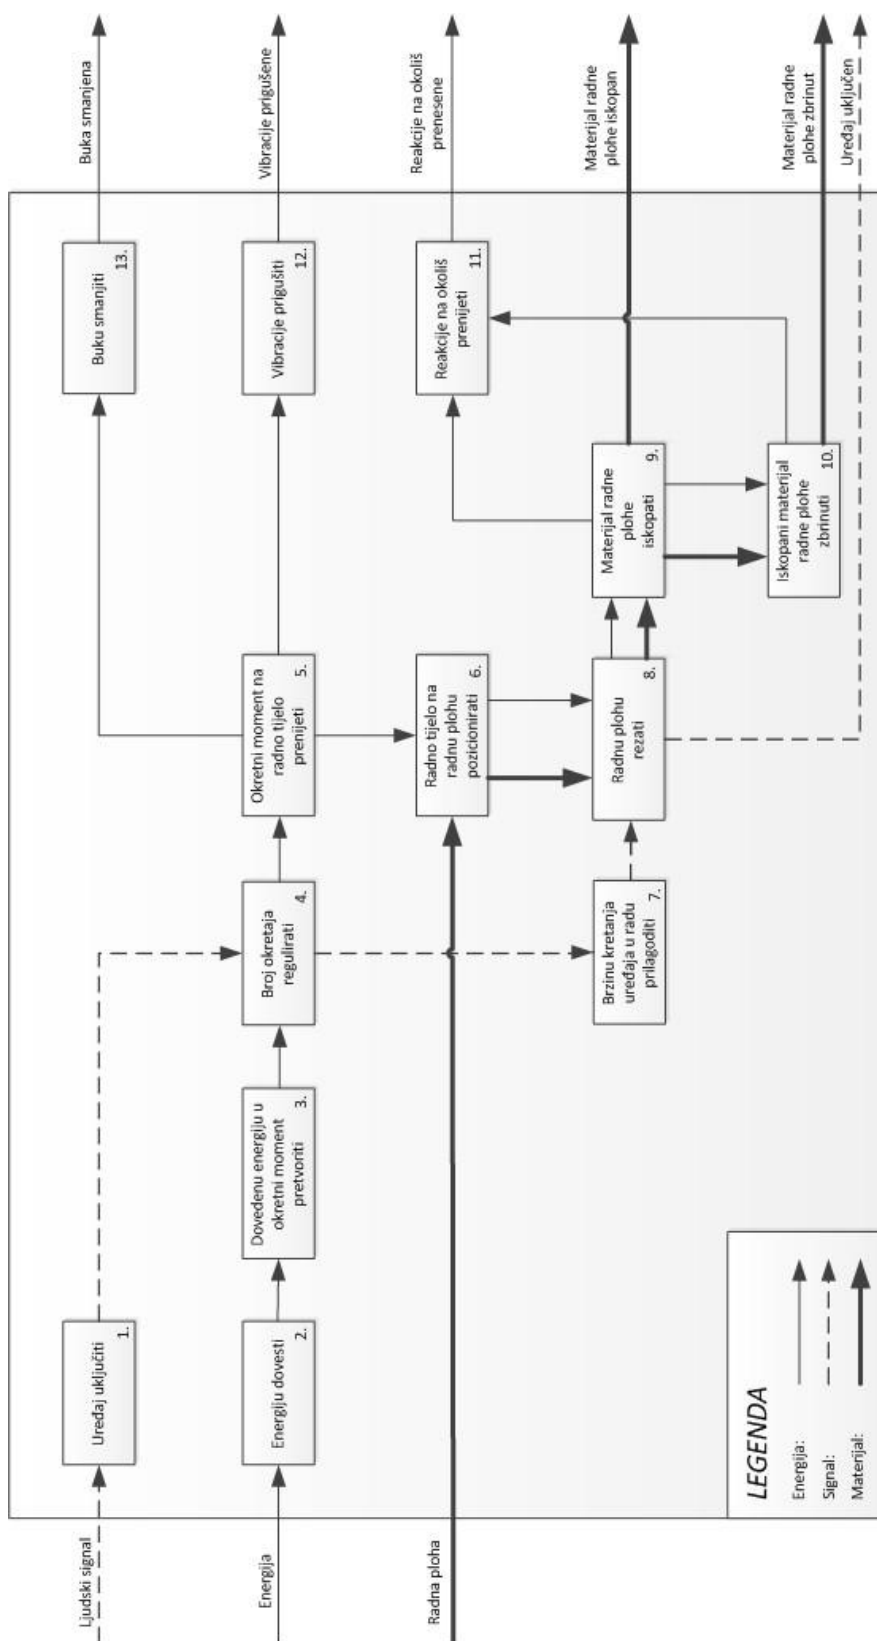 Ljudski signal
Energija
Radna ploha
Uređaj uključiti
1.
Energiju dovesti
2.
Dovedenu energiju u
okretni moment
pretvoriti
3.
Broj okretaja
regulirati
4.
Okretni moment na
radno tijelo
prenijeti
5.
Radno tijelo na
radnu plohu
pozicionirati
6.
Brzinu kretanja
uređaja u radu
prilagoditi
7.
Radnu plohu
rezati
8.
Materijal radne
plohe
iskopati
9.
Iskopani materijal
radne plohe
zbrinuti
10.
Reakcije na okoliš
prenijeti
11.
Vibracije prigušiti
12.
Buku smanjiti
13.
Buka smanjena
Vibracije prigušene
Reakcije na okoliš
prenesene
Materijal radne
plohe iskopan
Materijal radne
plohe zbrinut
Uređaj uključen
LEGENDA
Energija:
Signal:
Materijal: